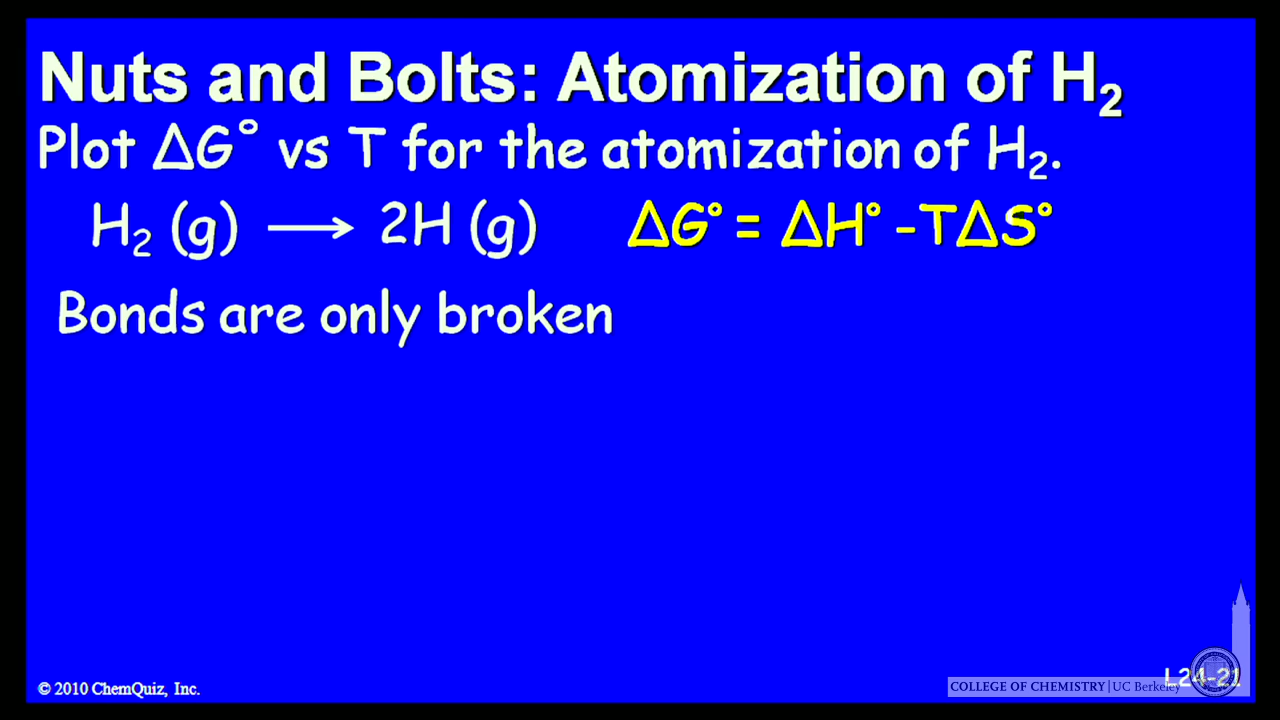 Nuts and Bolts: Atomization of H₂
Plot ΔG° vs T for the atomization of H₂.
H₂ (g) ⟶ 2H (g) ΔG° = ΔH° -TΔS°
Bonds are only broken
© 2010 ChemQuiz, Inc.
L24-21
COLLEGE OF CHEMISTRY | UC Berkeley